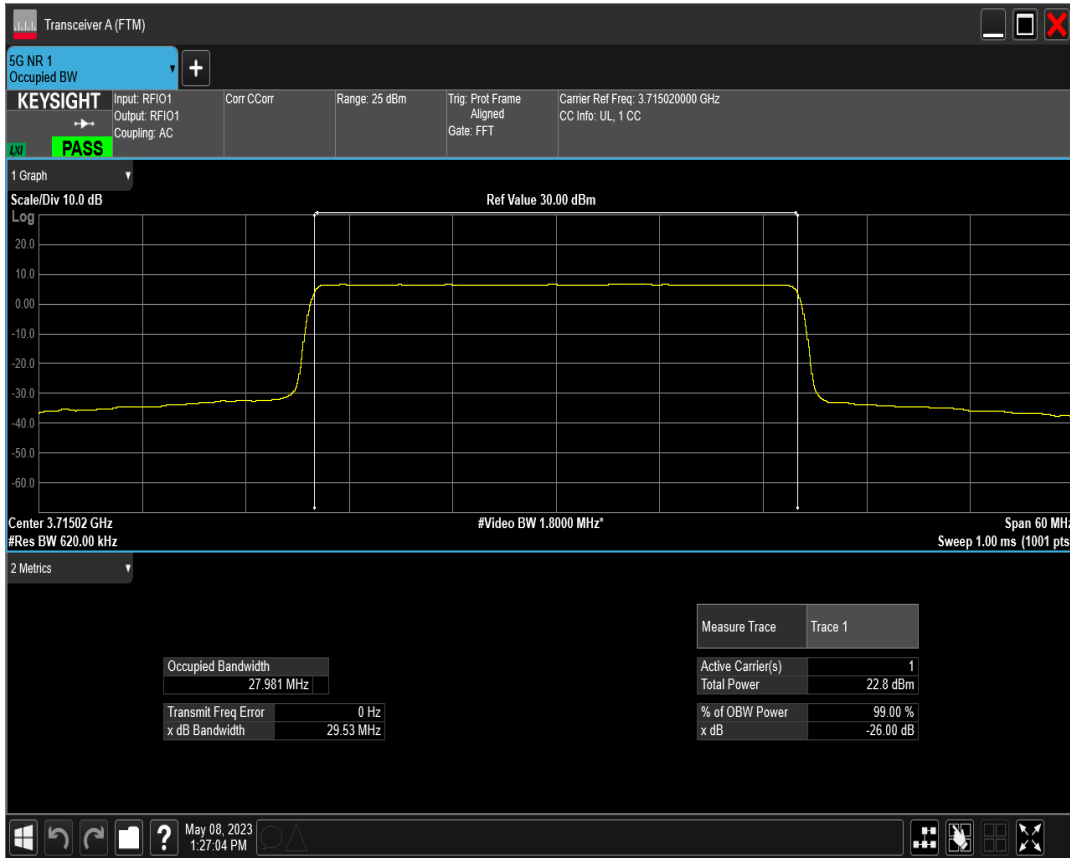 Transceiver A (FTM)
5G NR 1
Occupied BW
+
KEYSIGHT
LXI
PASS
Input: RFIO1
Output: RFIO1
Coupling: AC
Corr CCorr
Range: 25 dBm
Trig: Prot Frame
Aligned
Gate: FFT
Carrier Ref Freq: 3.715020000 GHz
CC Info: UL, 1 CC
1 Graph
Scale/Div 10.0 dB
Ref Value 30.00 dBm
Log
20.0
10.0
0.00
-10.0
-20.0
-30.0
-40.0
-50.0
-60.0
Center 3.71502 GHz
#Video BW 1.8000 MHz*
Span 60 MHz
#Res BW 620.00 kHz
Sweep 1.00 ms (1001 pts
2 Metrics
Measure Trace Trace 1
Occupied Bandwidth
27.981 MHz
Active Carrier(s) 1
Total Power 22.8 dBm
Transmit Freq Error 0 Hz
x dB Bandwidth 29.53 MHz
% of OBW Power 99.00 %
x dB -26.00 dB
?
May 08, 2023
1:27:04 PM